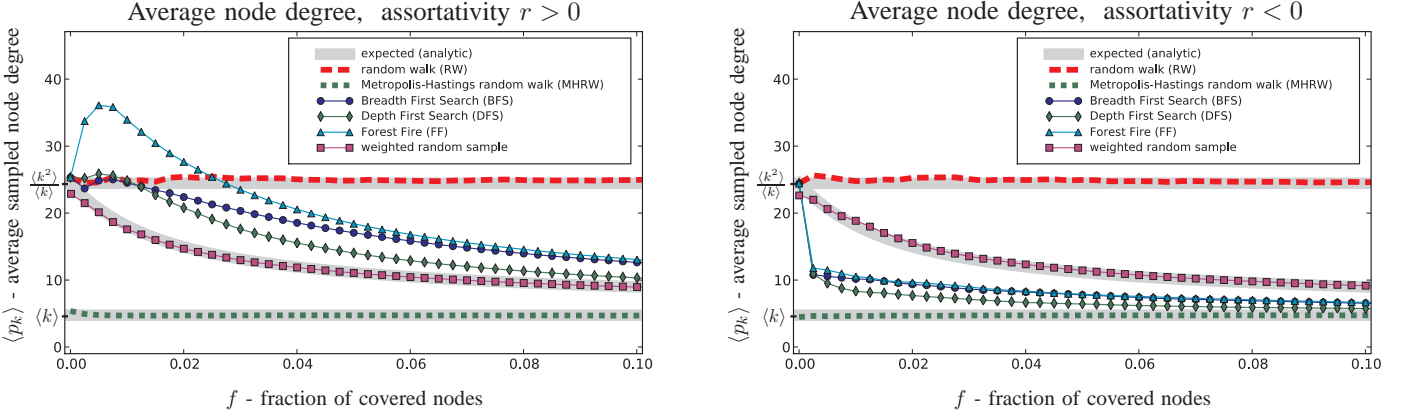 Average node degree, assortativity r > 0
⟨p_k⟩ - average sampled node degree
40
30
⟨k²⟩
⟨k⟩
20
10
⟨k⟩
0
expected (analytic)
random walk (RW)
Metropolis-Hastings random walk (MHRW)
Breadth First Search (BFS)
Depth First Search (DFS)
Forest Fire (FF)
weighted random sample
0.00 0.02 0.04 0.06 0.08 0.10
f - fraction of covered nodes
Average node degree, assortativity r < 0
⟨p_k⟩ - average sampled node degree
40
30
⟨k²⟩
⟨k⟩
20
10
⟨k⟩
0
expected (analytic)
random walk (RW)
Metropolis-Hastings random walk (MHRW)
Breadth First Search (BFS)
Depth First Search (DFS)
Forest Fire (FF)
weighted random sample
0.00 0.02 0.04 0.06 0.08 0.10
f - fraction of covered nodes